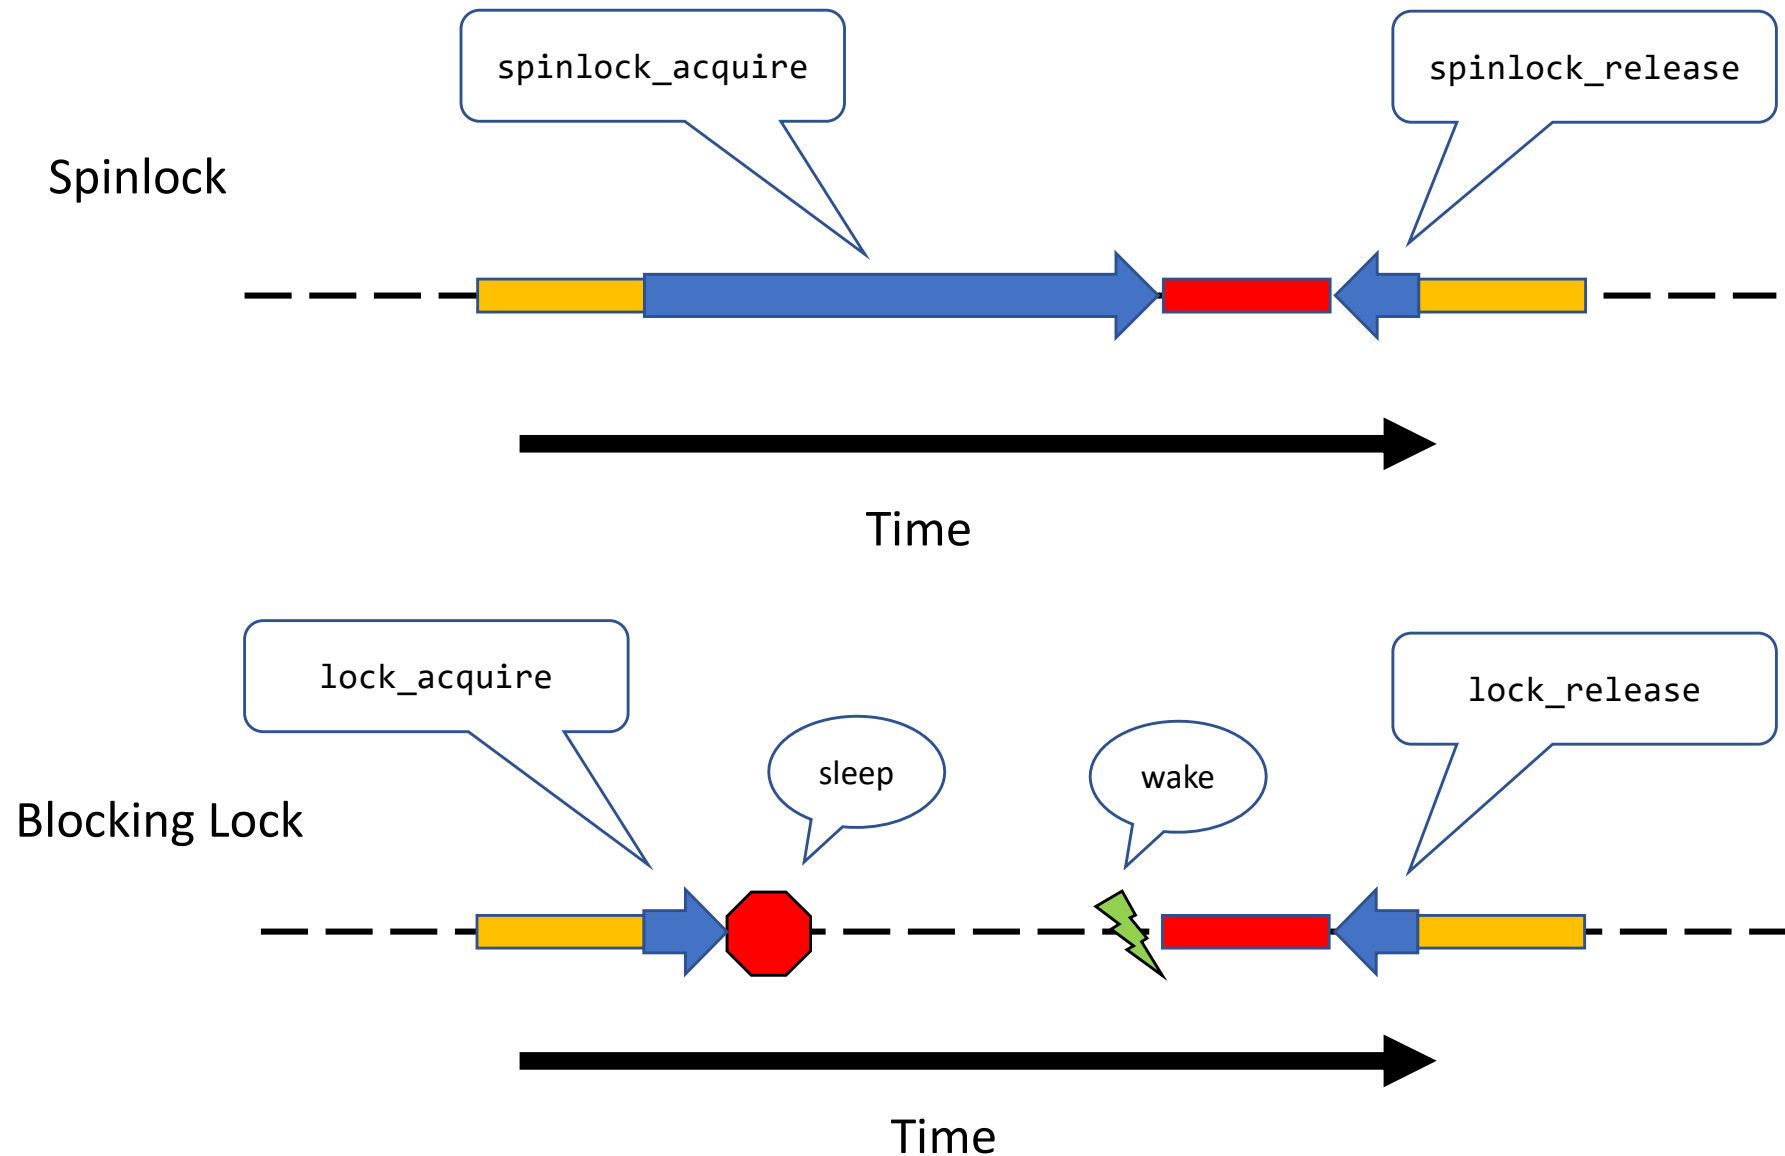 spinlock_acquire
spinlock_release
Spinlock
Time
lock_acquire
lock_release
sleep
wake
Blocking Lock
Time